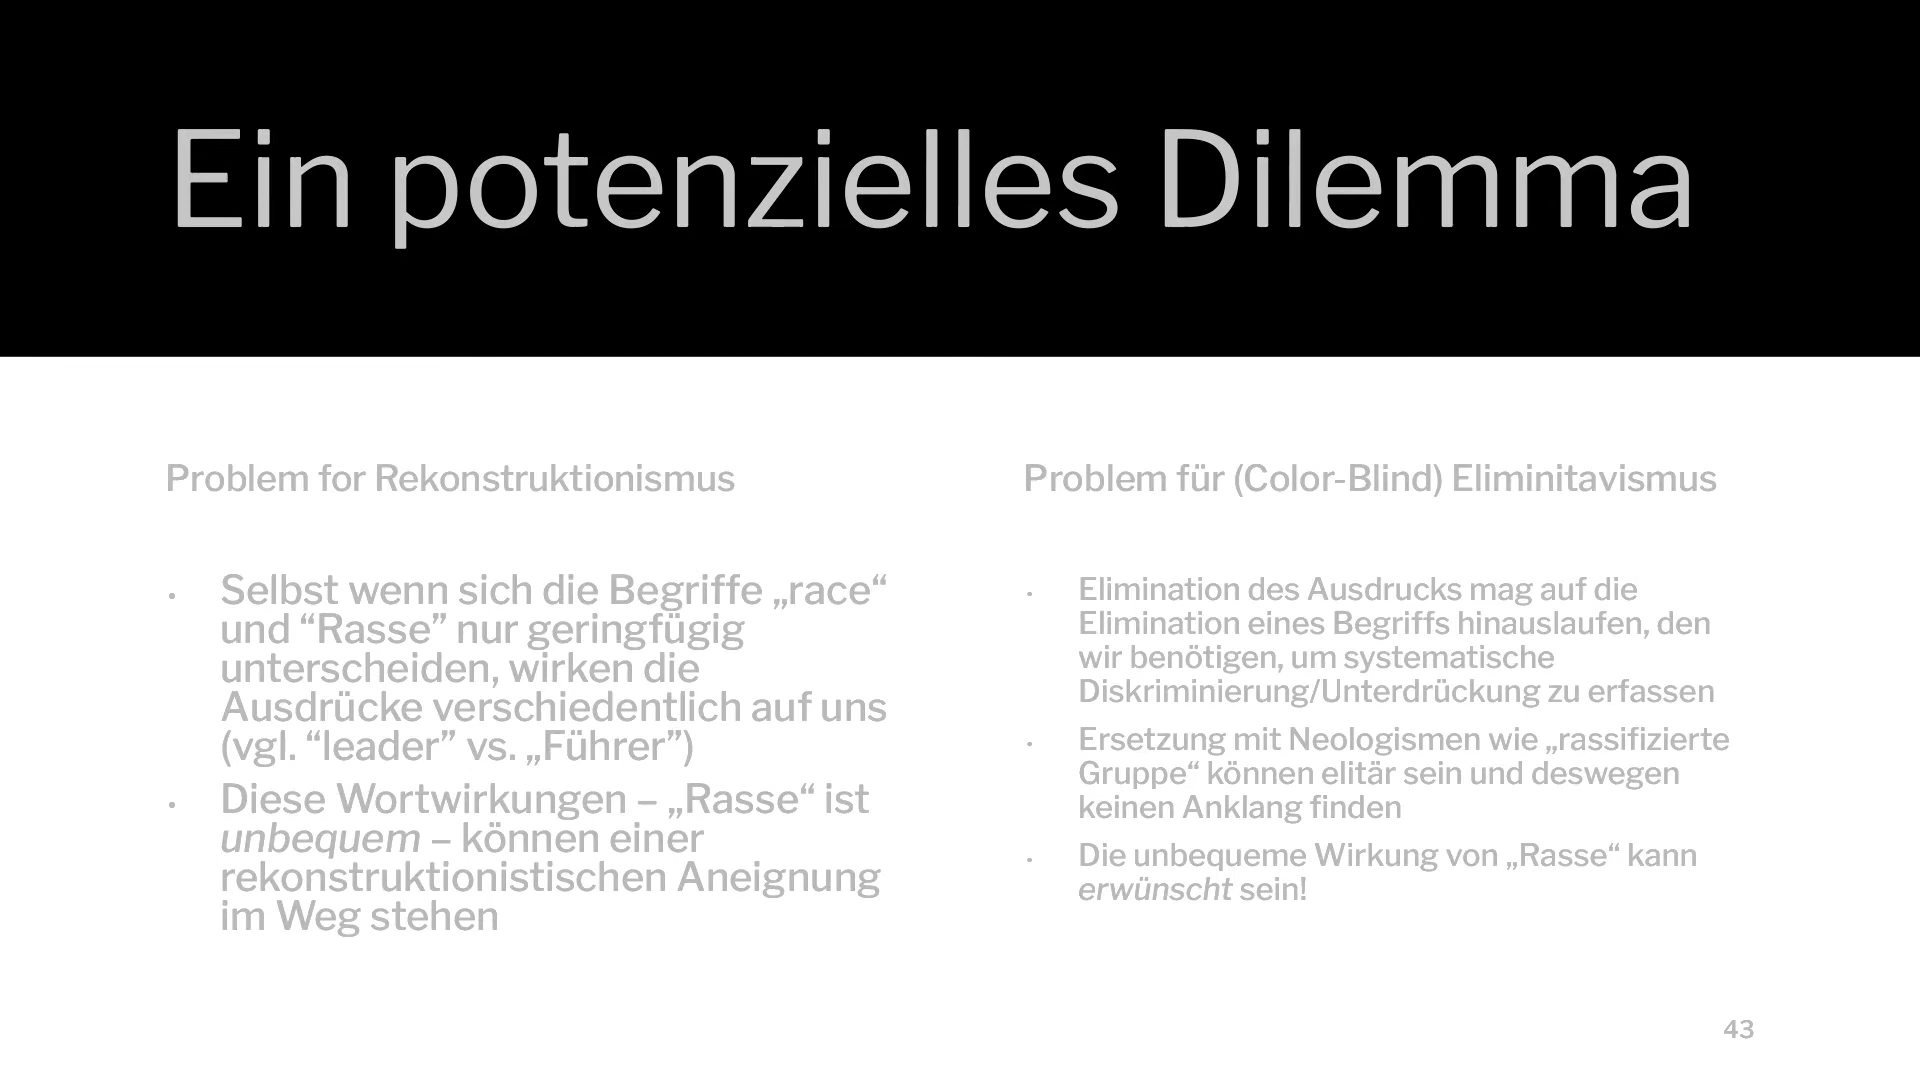 Ein potenzielles Dilemma
Problem for Rekonstruktionismus
• Selbst wenn sich die Begriffe „race“
und “Rasse” nur geringfügig
unterscheiden, wirken die
Ausdrücke verschiedentlich auf uns
(vgl. “leader” vs. „Führer”)
• Diese Wortwirkungen – „Rasse“ ist
unbequem – können einer
rekonstruktionistischen Aneignung
im Weg stehen
Problem für (Color-Blind) Eliminitavismus
• Elimination des Ausdrucks mag auf die
Elimination eines Begriffs hinauslaufen, den
wir benötigen, um systematische
Diskriminierung/Unterdrückung zu erfassen
• Ersetzung mit Neologismen wie „rassifizierte
Gruppe“ können elitär sein und deswegen
keinen Anklang finden
• Die unbequeme Wirkung von „Rasse“ kann
erwünscht sein!
43